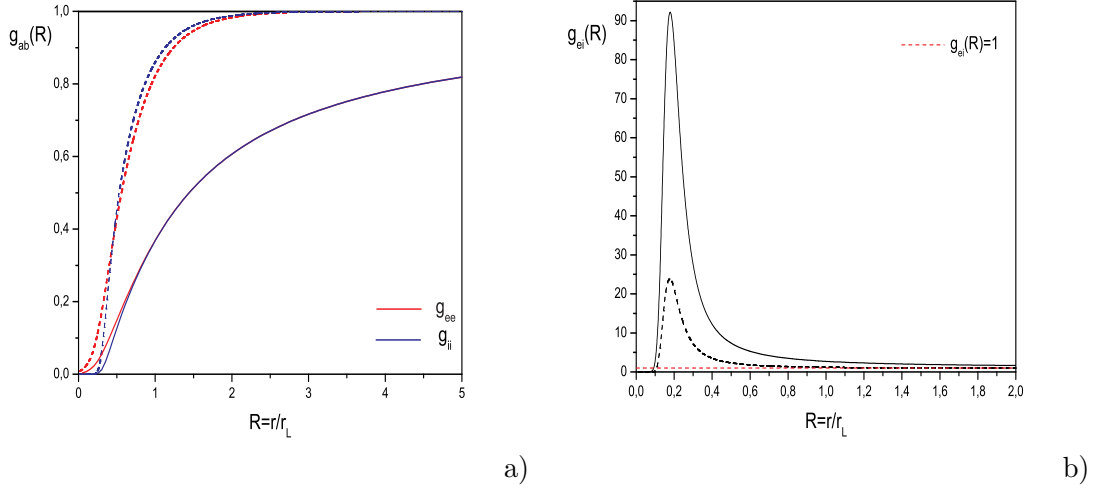 g_ab(R)
1,0
0,8
0,6
0,4
0,2
0,0
0 1 2 3 4 5
R=r/r_L
g_ee
g_ii
a)
g_ei(R)
90
80
70
60
50
40
30
20
10
0
0,0 0,2 0,4 0,6 0,8 1,0 1,2 1,4 1,6 1,8 2,0
R=r/r_L
g_ei(R)=1
b)